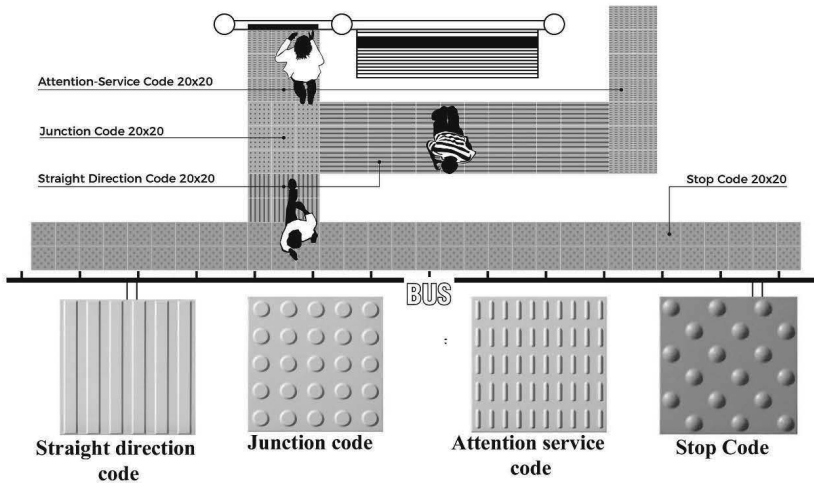 Attention-Service Code 20x20
Junction Code 20x20
Straight Direction Code 20x20
Stop Code 20x20
BUS
:
Straight direction
code
Junction code
Attention service
code
Stop Code